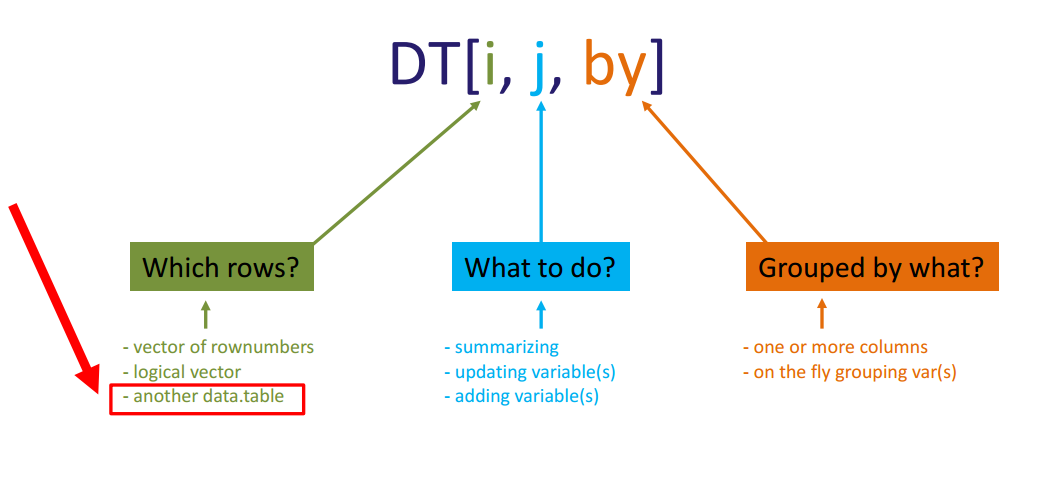 DT[i, j, by]
Which rows?
- vector of rownumbers
- logical vector
- another data.table
What to do?
- summarizing
- updating variable(s)
- adding variable(s)
Grouped by what?
- one or more columns
- on the fly grouping var(s)